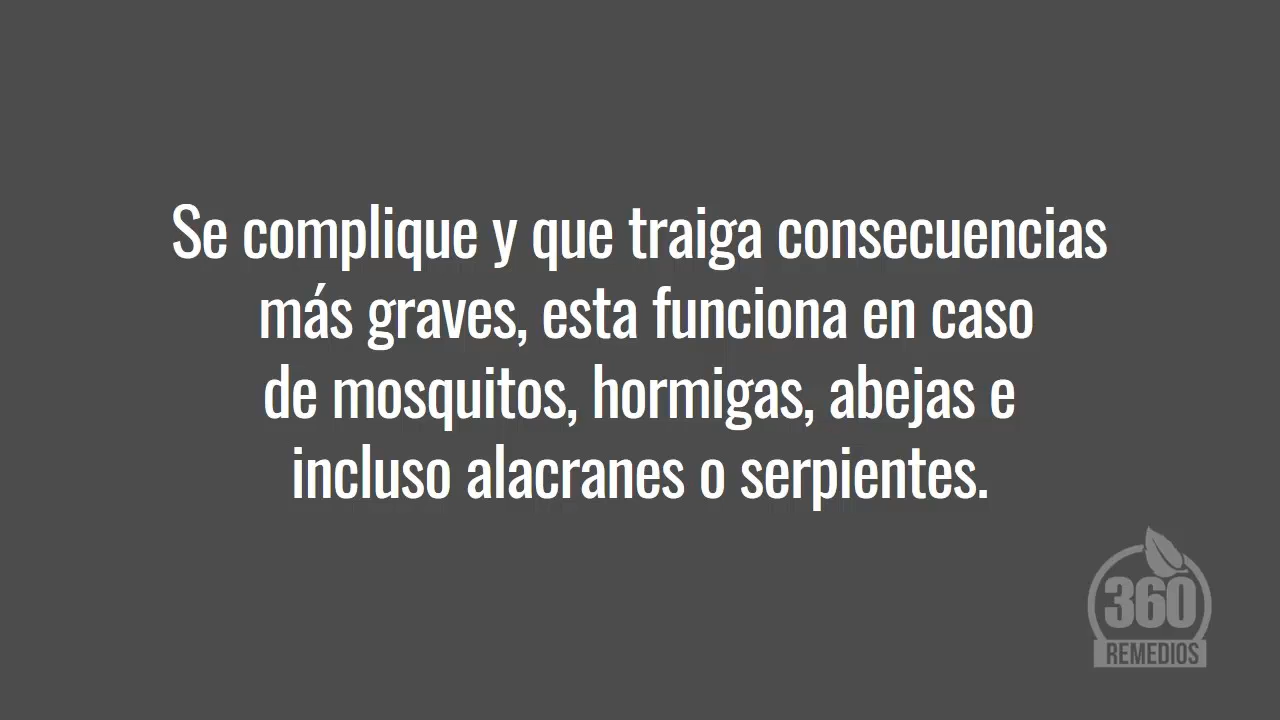 Se complique y que traiga consecuencias
más graves, esta funciona en caso
de mosquitos, hormigas, abejas e
incluso alacranes o serpientes.
360
REMEDIOS